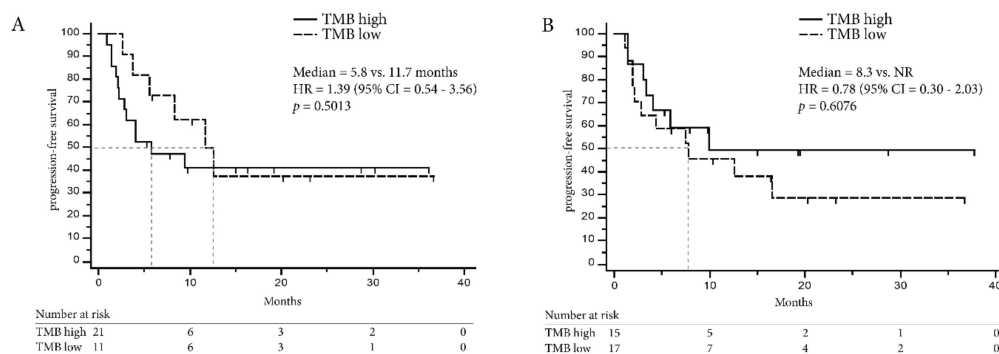 A
TMB high
TMB low
Median = 5.8 vs. 11.7 months
HR = 1.39 (95% CI = 0.54 - 3.56)
p = 0.5013
progression-free survival
100
90
80
70
60
50
40
30
20
10
0
0 10 20 30 40
Months
Number at risk
TMB high 21 6 3 2 0
TMB low 11 6 3 1 0
B
TMB high
TMB low
Median = 8.3 vs. NR
HR = 0.78 (95% CI = 0.30 - 2.03)
p = 0.6076
progression-free survival
100
90
80
70
60
50
40
30
20
10
0
0 10 20 30 40
Months
Number at risk
TMB high 15 5 2 1 0
TMB low 17 7 4 2 0